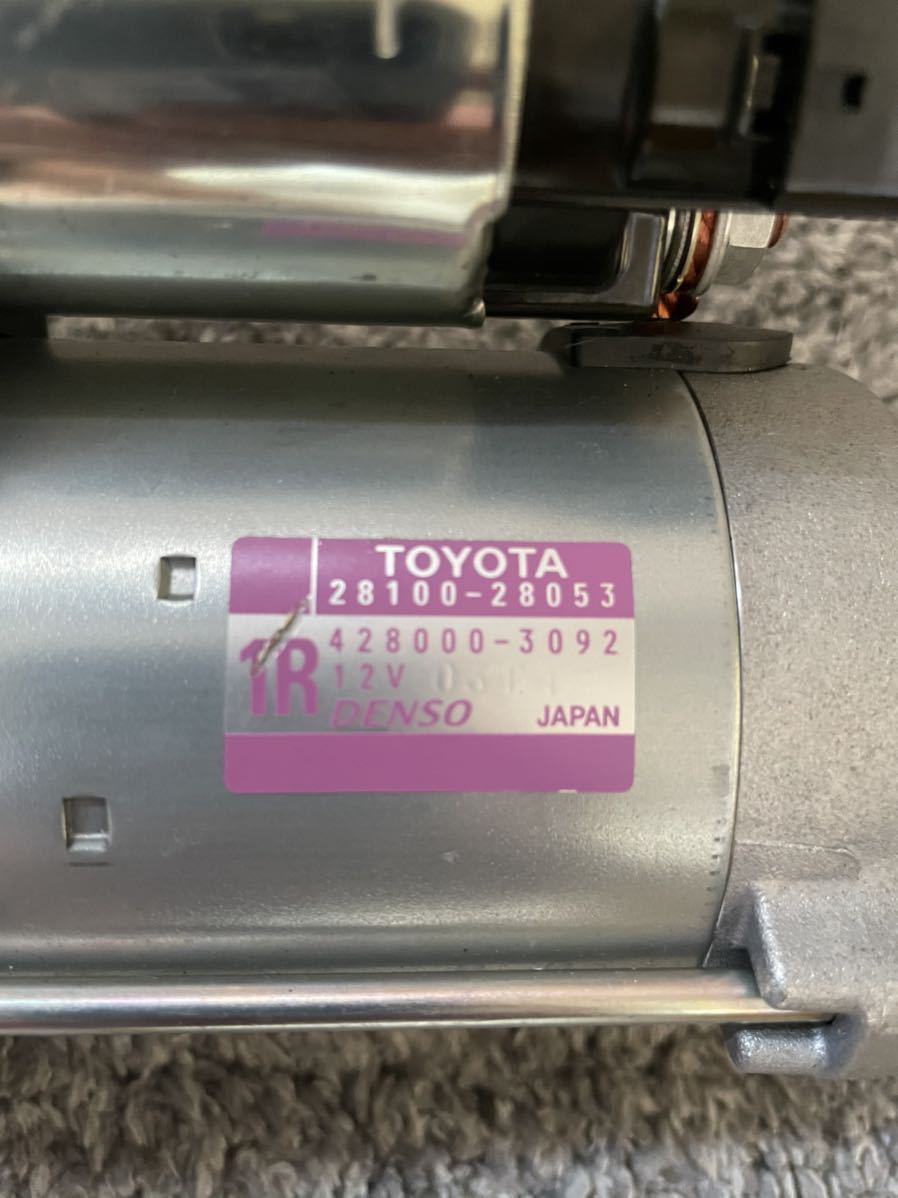 TOYOTA
28100-28053
1R
428000-3092
12V
DENSO JAPAN